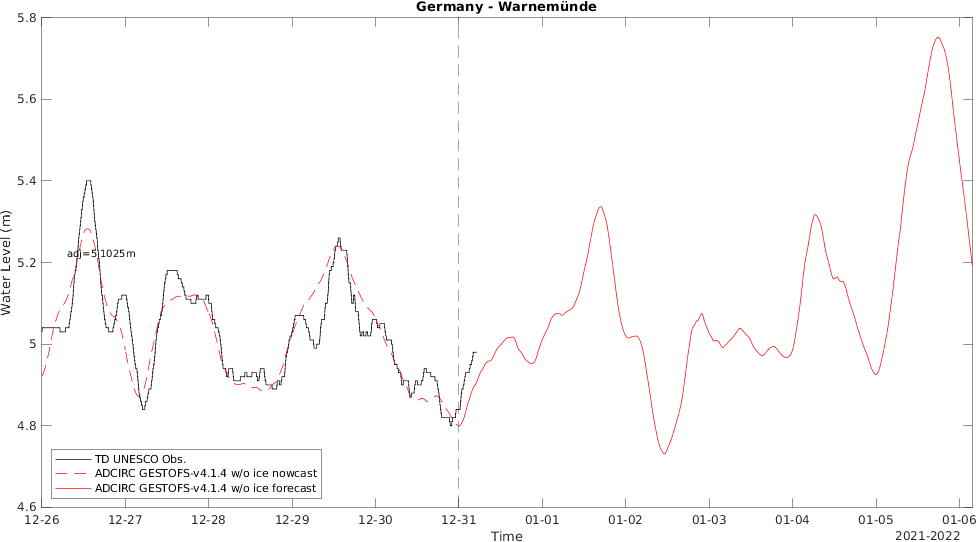 Germany - Warnemünde
5.8
5.6
5.4
5.2
5
4.8
4.6
Water Level (m)
adj=5.1025m
TD UNESCO Obs.
ADCIRC GESTOFS-v4.1.4 w/o ice nowcast
ADCIRC GESTOFS-v4.1.4 w/o ice forecast
12-26 12-27 12-28 12-29 12-30 12-31 01-01 01-02 01-03 01-04 01-05 01-06
Time
2021-2022